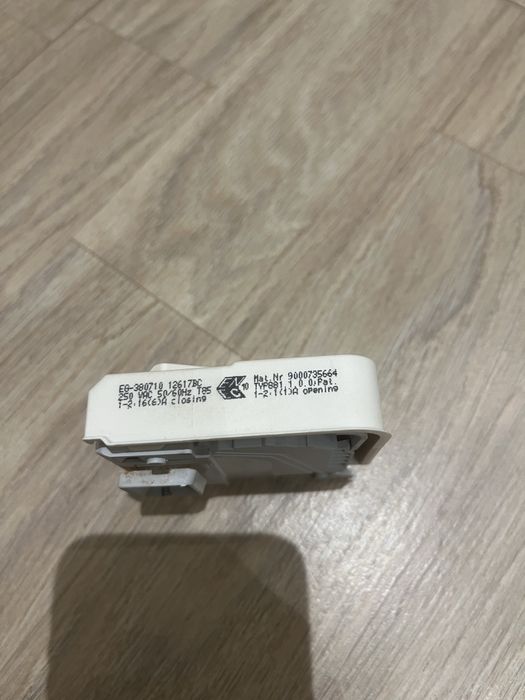 EG-380710 12617BC
250 VAC 50/60Hz T85
1-2:16(6)A closing
10
Mat.Nr 9000735664
TYP881.1.0.0/Pat.
1-2:1(1)A opening